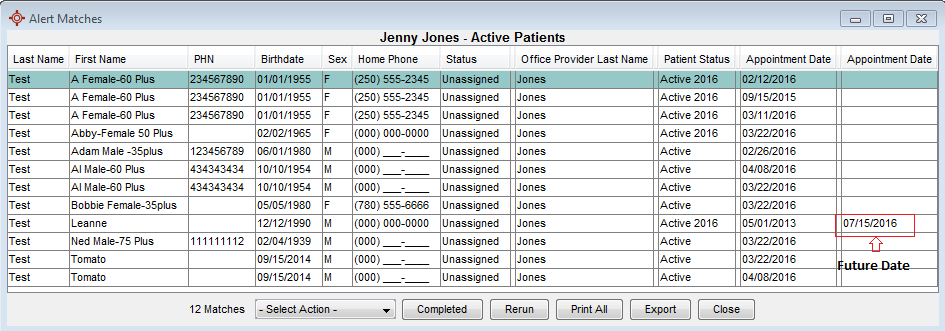 Alert Matches
Jenny Jones - Active Patients
Last Name First Name PHN Birthdate Sex Home Phone Status Office Provider Last Name Patient Status Appointment Date Appointment Date
Test A Female-60 Plus 234567890 01/01/1955 F (250) 555-2345 Unassigned Jones Active 2016 02/12/2016
Test A Female-60 Plus 234567890 01/01/1955 F (250) 555-2345 Unassigned Jones Active 2016 09/15/2015
Test A Female-60 Plus 234567890 01/01/1955 F (250) 555-2345 Unassigned Jones Active 2016 03/11/2016
Test Abby-Female 50 Plus 02/02/1965 F (000) 000-0000 Unassigned Jones Active 2016 03/22/2016
Test Adam Male -35plus 123456789 06/01/1980 M (000) ___-____ Unassigned Jones Active 02/26/2016
Test Al Male-60 Plus 434343434 10/10/1954 M (000) ___-____ Unassigned Jones Active 04/08/2016
Test Al Male-60 Plus 434343434 10/10/1954 M (000) ___-____ Unassigned Jones Active 03/22/2016
Test Bobbie Female-35plus 05/05/1980 F (780) 555-6666 Unassigned Jones Active 03/22/2016
Test Leanne 12/12/1990 M (000) 000-0000 Unassigned Jones Active 2016 05/01/2013 07/15/2016
Test Ned Male-75 Plus 111111112 02/04/1939 M (000) ___-____ Unassigned Jones Active 03/22/2016
Test Tomato 09/15/2014 M (000) ___-____ Unassigned Jones Active 03/22/2016
Future Date
Test Tomato 09/15/2014 M (000) ___-____ Unassigned Jones Active 04/08/2016
12 Matches - Select Action - Completed Rerun Print All Export Close